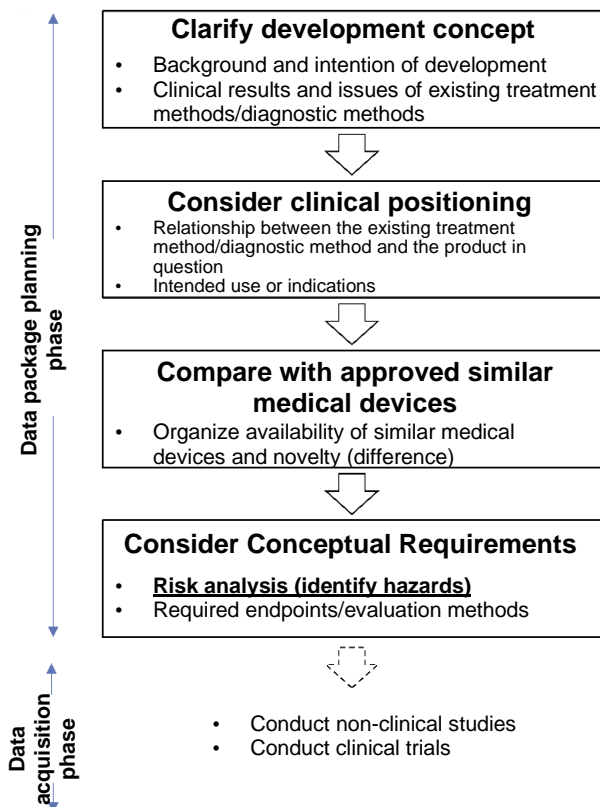 Clarify development concept
• Background and intention of development
• Clinical results and issues of existing treatment
methods/diagnostic methods
Consider clinical positioning
• Relationship between the existing treatment
method/diagnostic method and the product in
question
• Intended use or indications
Compare with approved similar
medical devices
• Organize availability of similar medical
devices and novelty (difference)
Consider Conceptual Requirements
• Risk analysis (identify hazards)
• Required endpoints/evaluation methods
Data package planning
phase
• Conduct non-clinical studies
• Conduct clinical trials
Data
acquisition
phase